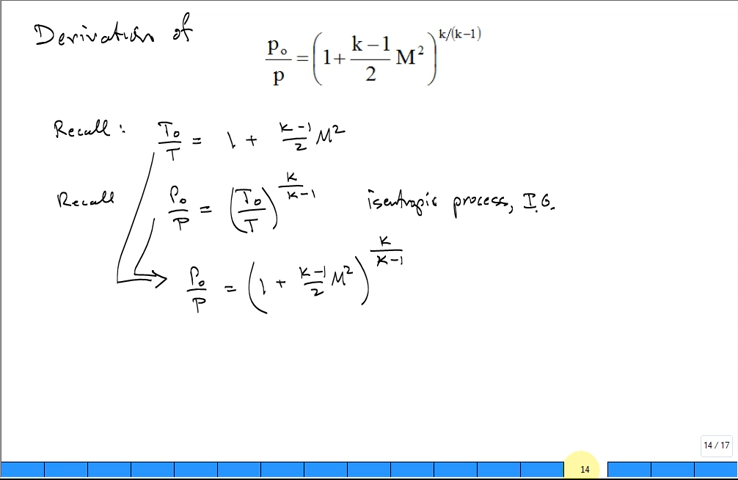 Derivation of
p₀/p = (1 + (k−1)/2 M²)^(k/(k−1))
Recall: T₀/T = 1 + (k−1)/2 M²
Recall P₀/P = (T₀/T)^(k/(k−1)) isentropic process, I.G.
P₀/P = (1 + (k−1)/2 M²)^(k/(k−1))
14 / 17
14